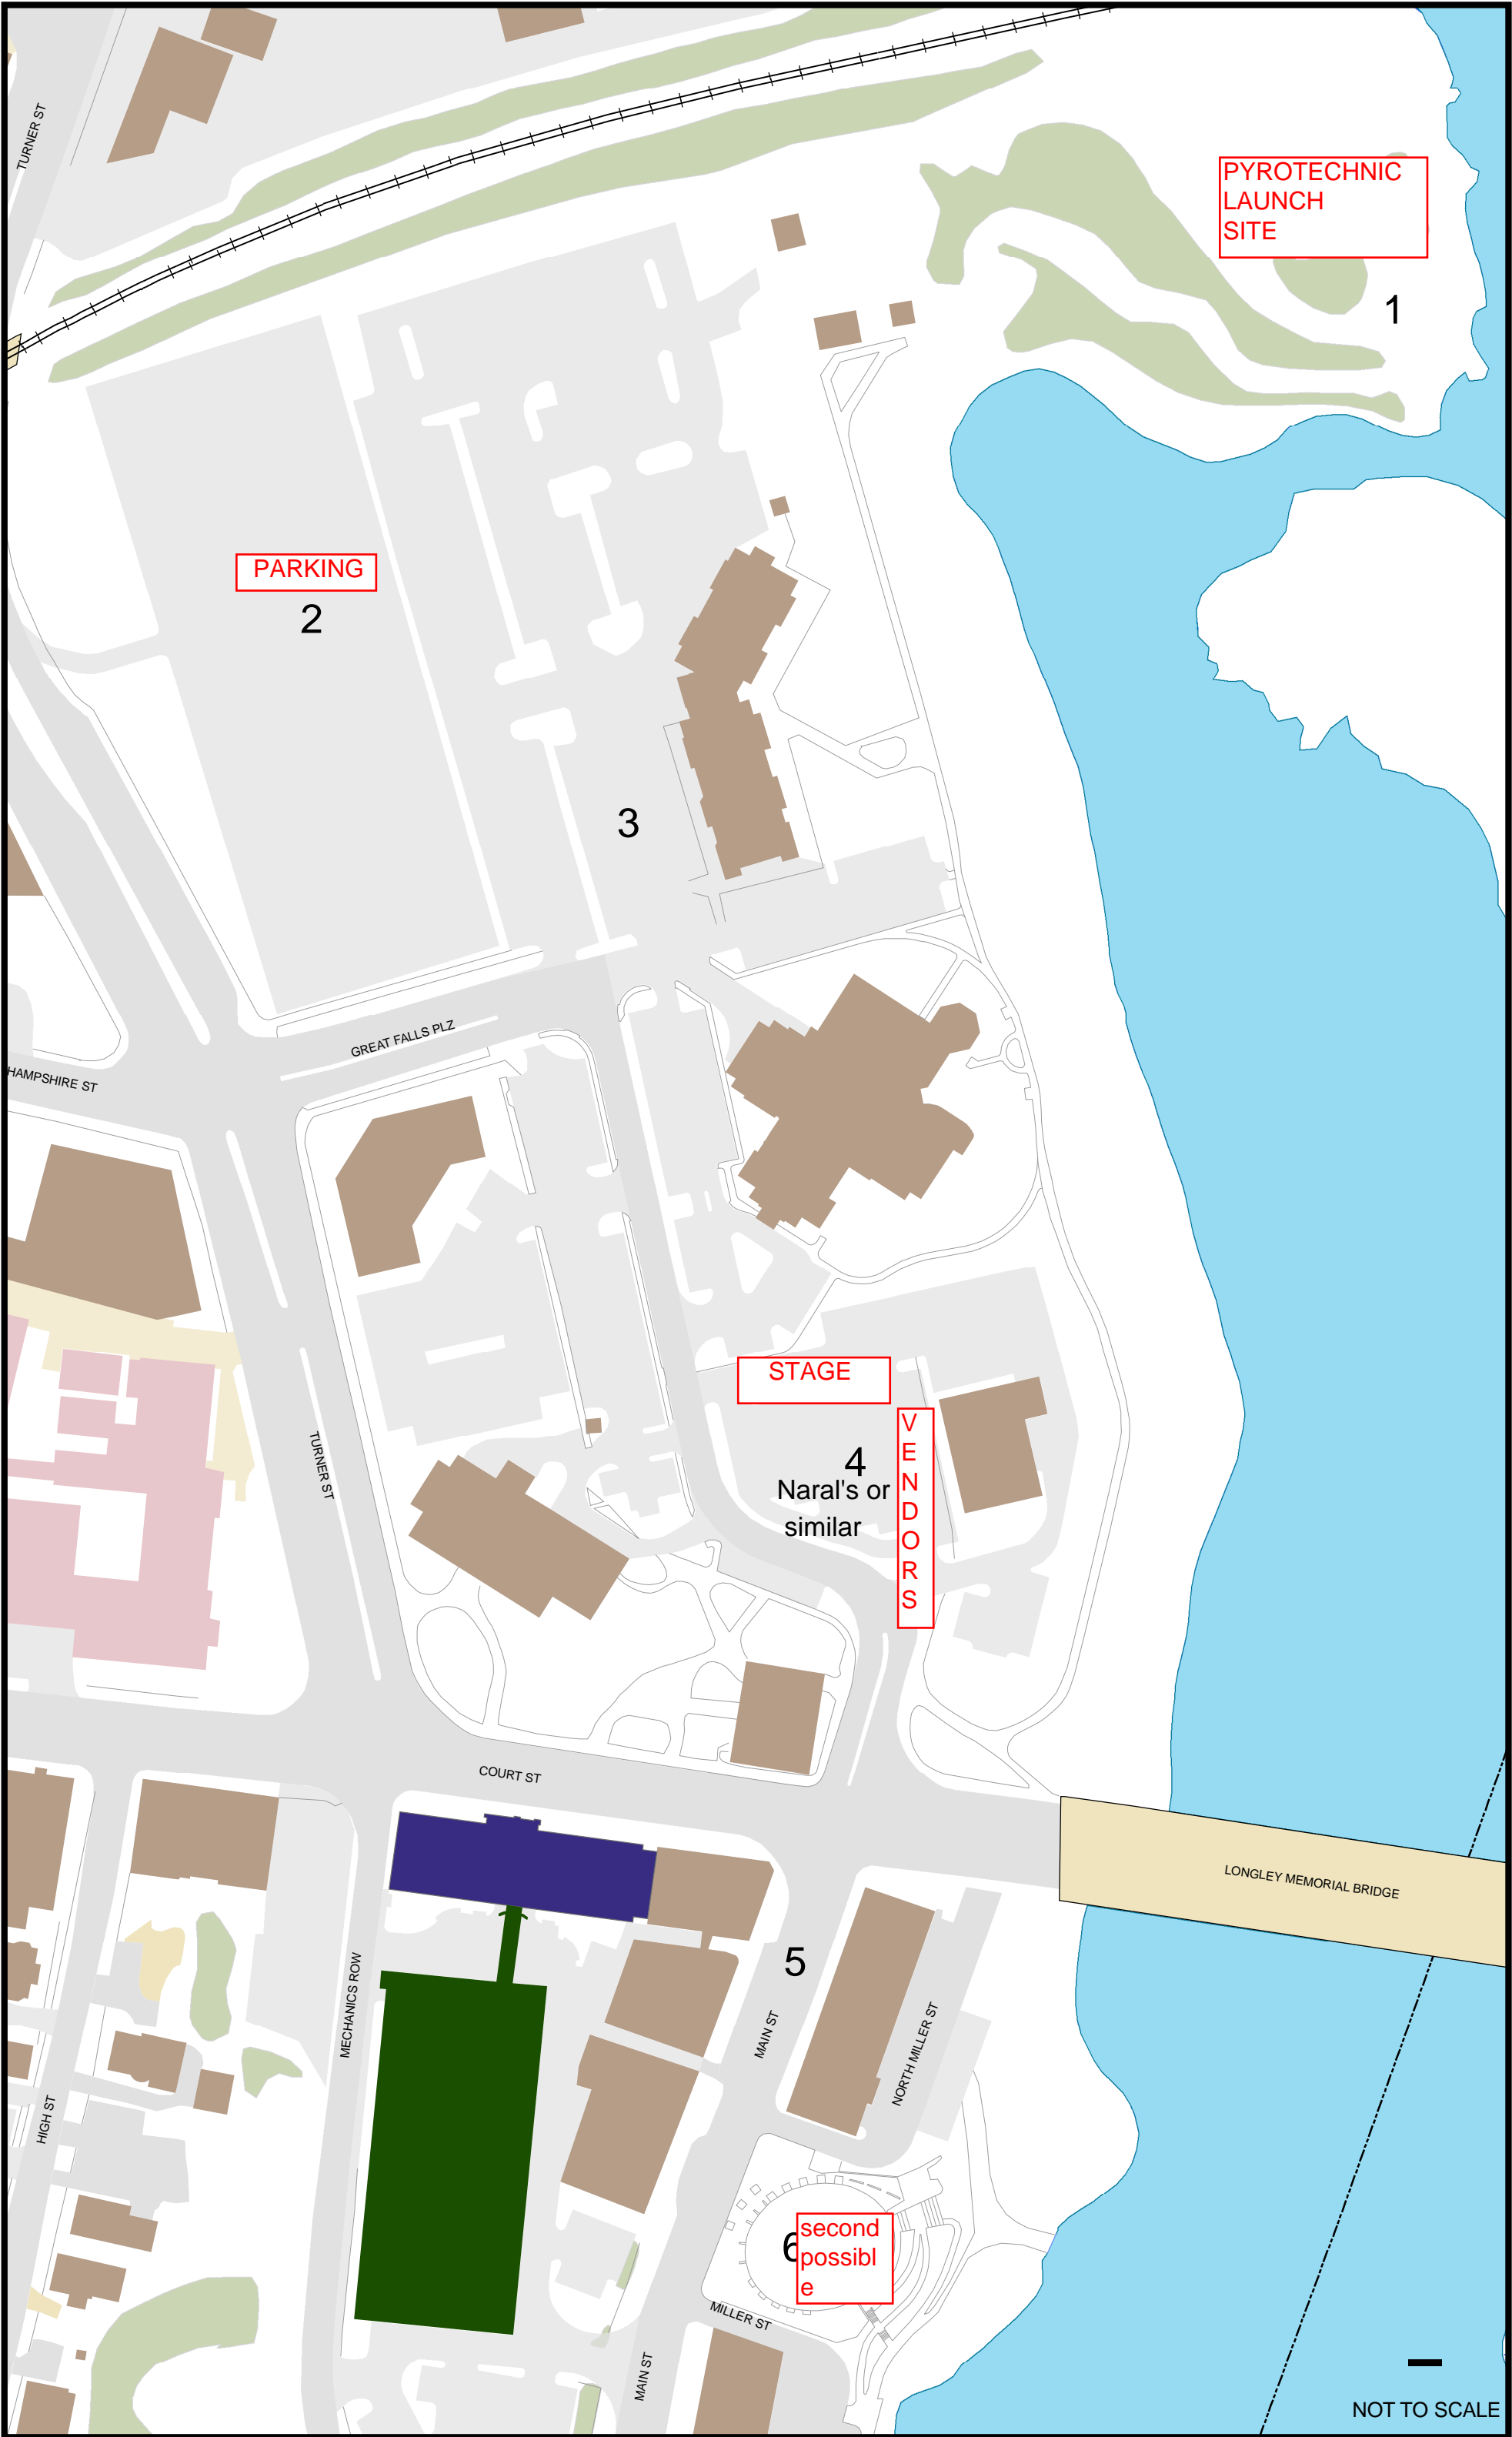 TURNER ST
PYROTECHNIC
LAUNCH
SITE
1
PARKING
2
3
GREAT FALLS PLZ
HAMPSHIRE ST
STAGE
V
E
N
D
O
R
S
4
Naral's or
similar
TURNER ST
COURT ST
LONGLEY MEMORIAL BRIDGE
5
MECHANICS ROW
MAIN ST
NORTH MILLER ST
HIGH ST
6
second
possibl
e
MILLER ST
MAIN ST
NOT TO SCALE